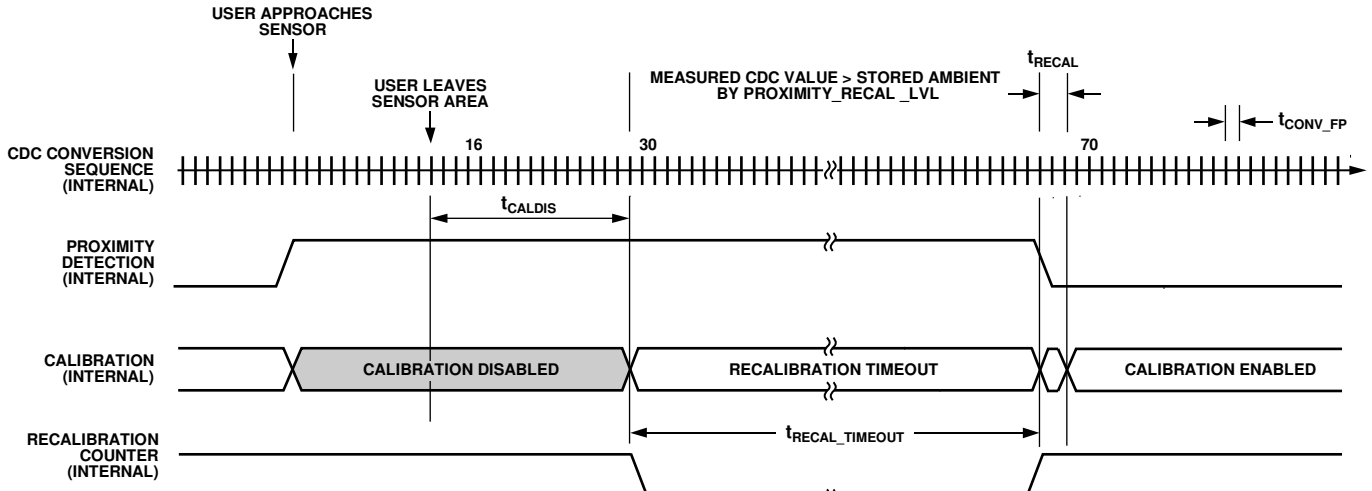 USER APPROACHES
SENSOR
USER LEAVES
SENSOR AREA
MEASURED CDC VALUE > STORED AMBIENT
BY PROXIMITY_RECAL _LVL
tRECAL
tCONV_FP
CDC CONVERSION
SEQUENCE
(INTERNAL)
16
30
70
tCALDIS
PROXIMITY
DETECTION
(INTERNAL)
CALIBRATION
(INTERNAL)
CALIBRATION DISABLED
RECALIBRATION TIMEOUT
CALIBRATION ENABLED
RECALIBRATION
COUNTER
(INTERNAL)
tRECAL_TIMEOUT